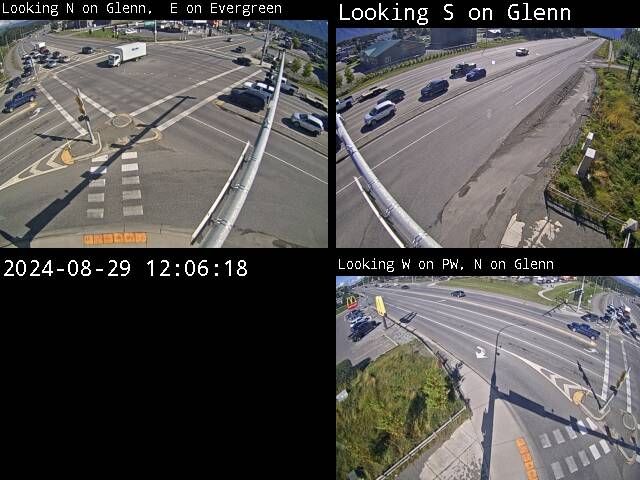 Looking N on Glenn, E on Evergreen
Looking S on Glenn
2024-08-29 12:06:18
Looking W on PW, N on Glenn